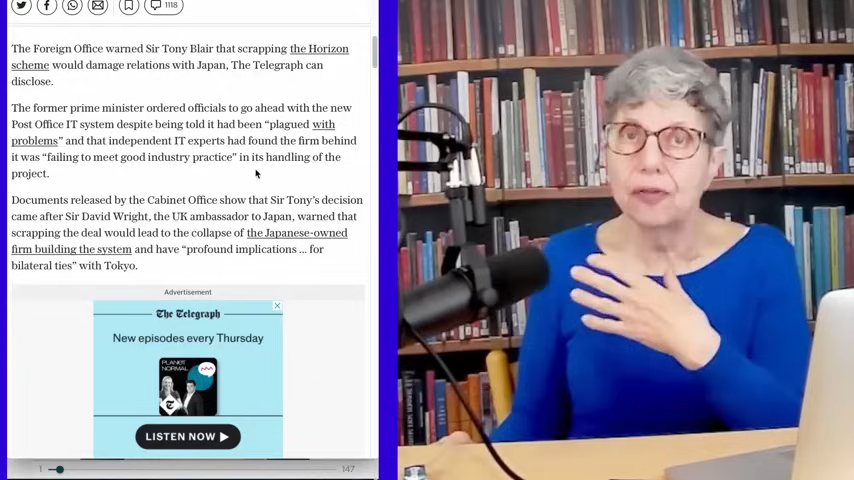 1118
The Foreign Office warned Sir Tony Blair that scrapping the Horizon
scheme would damage relations with Japan, The Telegraph can
disclose.
The former prime minister ordered officials to go ahead with the new
Post Office IT system despite being told it had been “plagued with
problems” and that independent IT experts had found the firm behind
it was “failing to meet good industry practice” in its handling of the
project.
Documents released by the Cabinet Office show that Sir Tony’s decision
came after Sir David Wright, the UK ambassador to Japan, warned that
scrapping the deal would lead to the collapse of the Japanese-owned
firm building the system and have “profound implications ... for
bilateral ties” with Tokyo.
Advertisement
The Telegraph
New episodes every Thursday
PLANET
NORMAL
LISTEN NOW
1 147